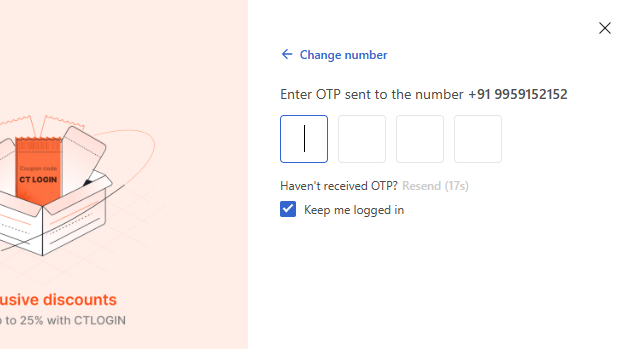 Change number
Enter OTP sent to the number +91 9959152152
Haven't received OTP? Resend (17s)
Keep me logged in
Coupon code
CT LOGIN
usive discounts
to 25% with CTLOGIN